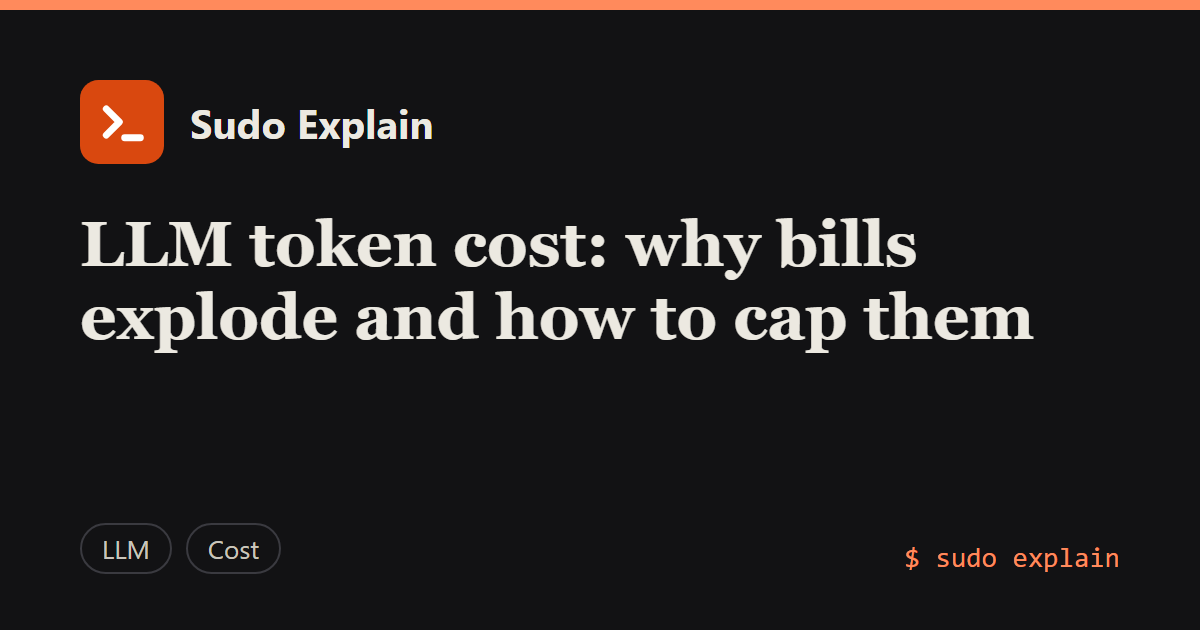 Sudo Explain
LLM token cost: why bills
explode and how to cap them
LLM
Cost
$ sudo explain